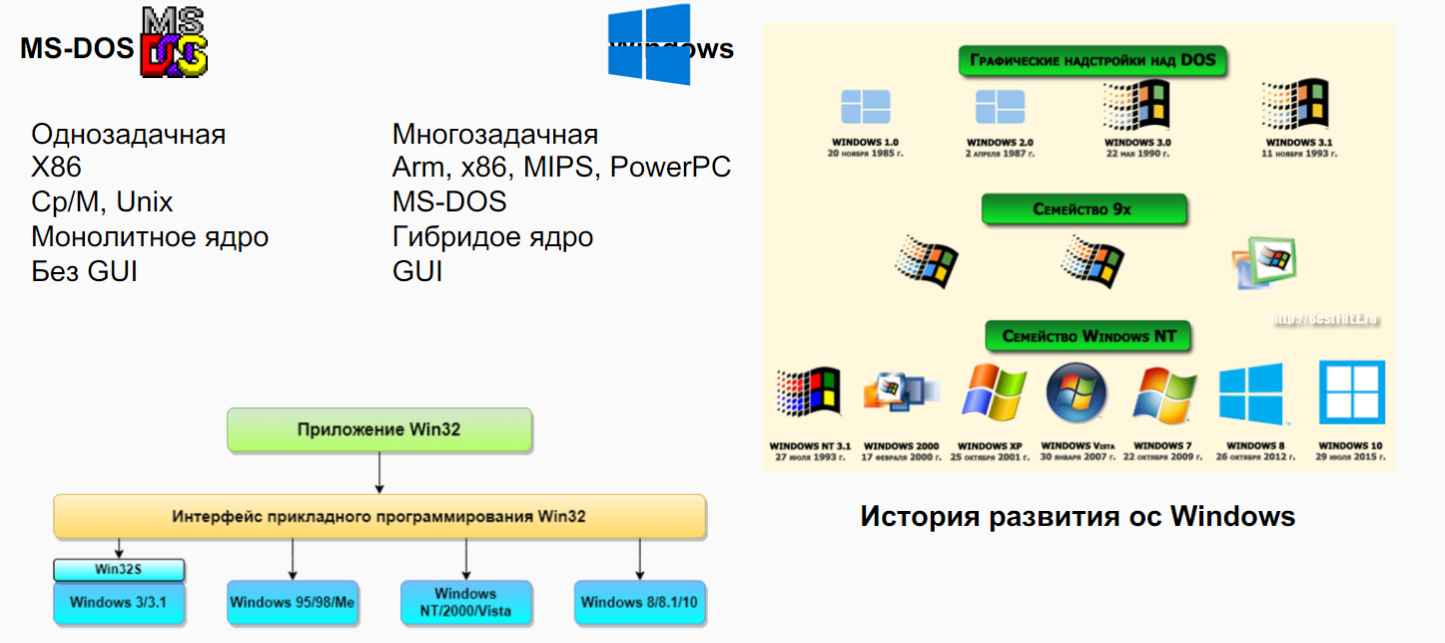 MS-DOS
MS
DOS
Windows
Однозадачная
X86
Cp/M, Unix
Монолитное ядро
Без GUI
Многозадачная
Arm, x86, MIPS, PowerPC
MS-DOS
Гибридое ядро
GUI
Приложение Win32
Интерфейс прикладного программирования Win32
Win32S
Windows 3/3.1
Windows 95/98/Me
Windows
NT/2000/Vista
Windows 8/8.1/10
Графические надстройки над DOS
WINDOWS 1.0
20 ноября 1985 г.
WINDOWS 2.0
2 апреля 1987 г.
WINDOWS 3.0
22 мая 1990 г.
WINDOWS 3.1
11 ноября 1993 г.
Семейство 9x
http://BestFREE.ru
Семейство Windows NT
WINDOWS NT 3.1
27 июля 1993 г.
WINDOWS 2000
17 февраля 2000 г.
WINDOWS XP
25 октября 2001 г.
WINDOWS Vista
30 января 2007 г.
WINDOWS 7
22 октября 2009 г.
WINDOWS 8
26 октября 2012 г.
WINDOWS 10
29 июля 2015 г.
История развития ос Windows